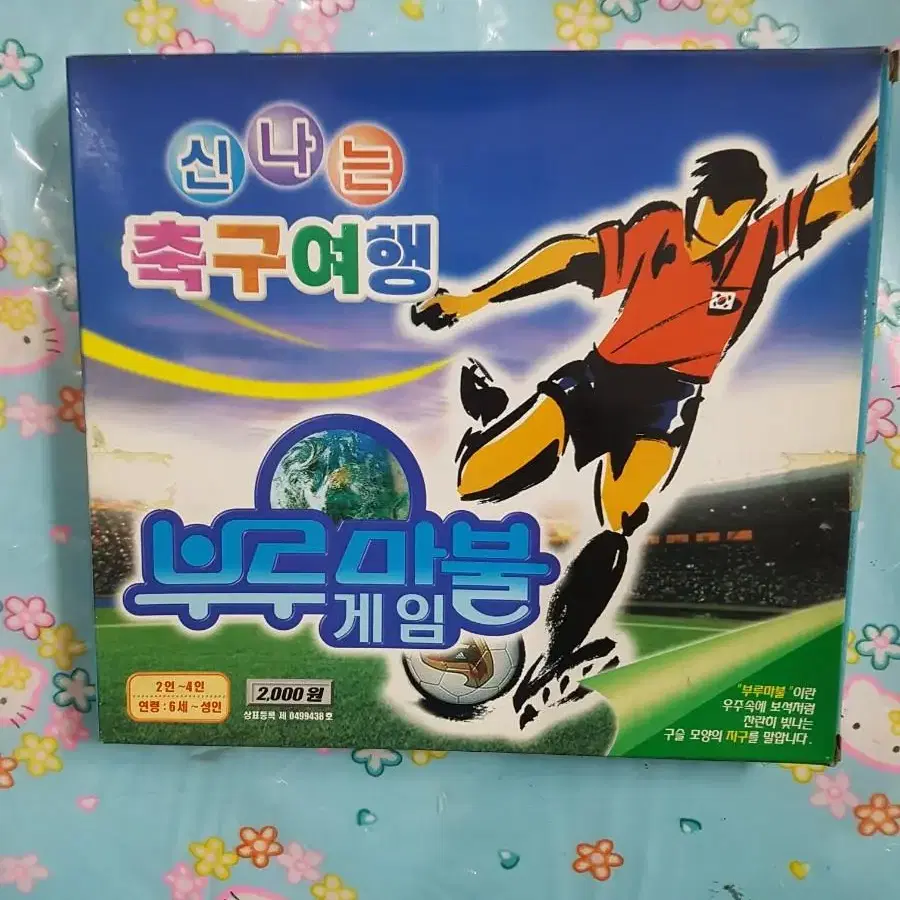 신나는
축구여행
부루마불
게임
2인~4인
연령 : 6세~성인
2,000원
상표등록 제 0499438 호
"부루마불"이란
우주속에 보석처럼
찬란히 빛나는
구슬 모양의 지구를 말합니다.